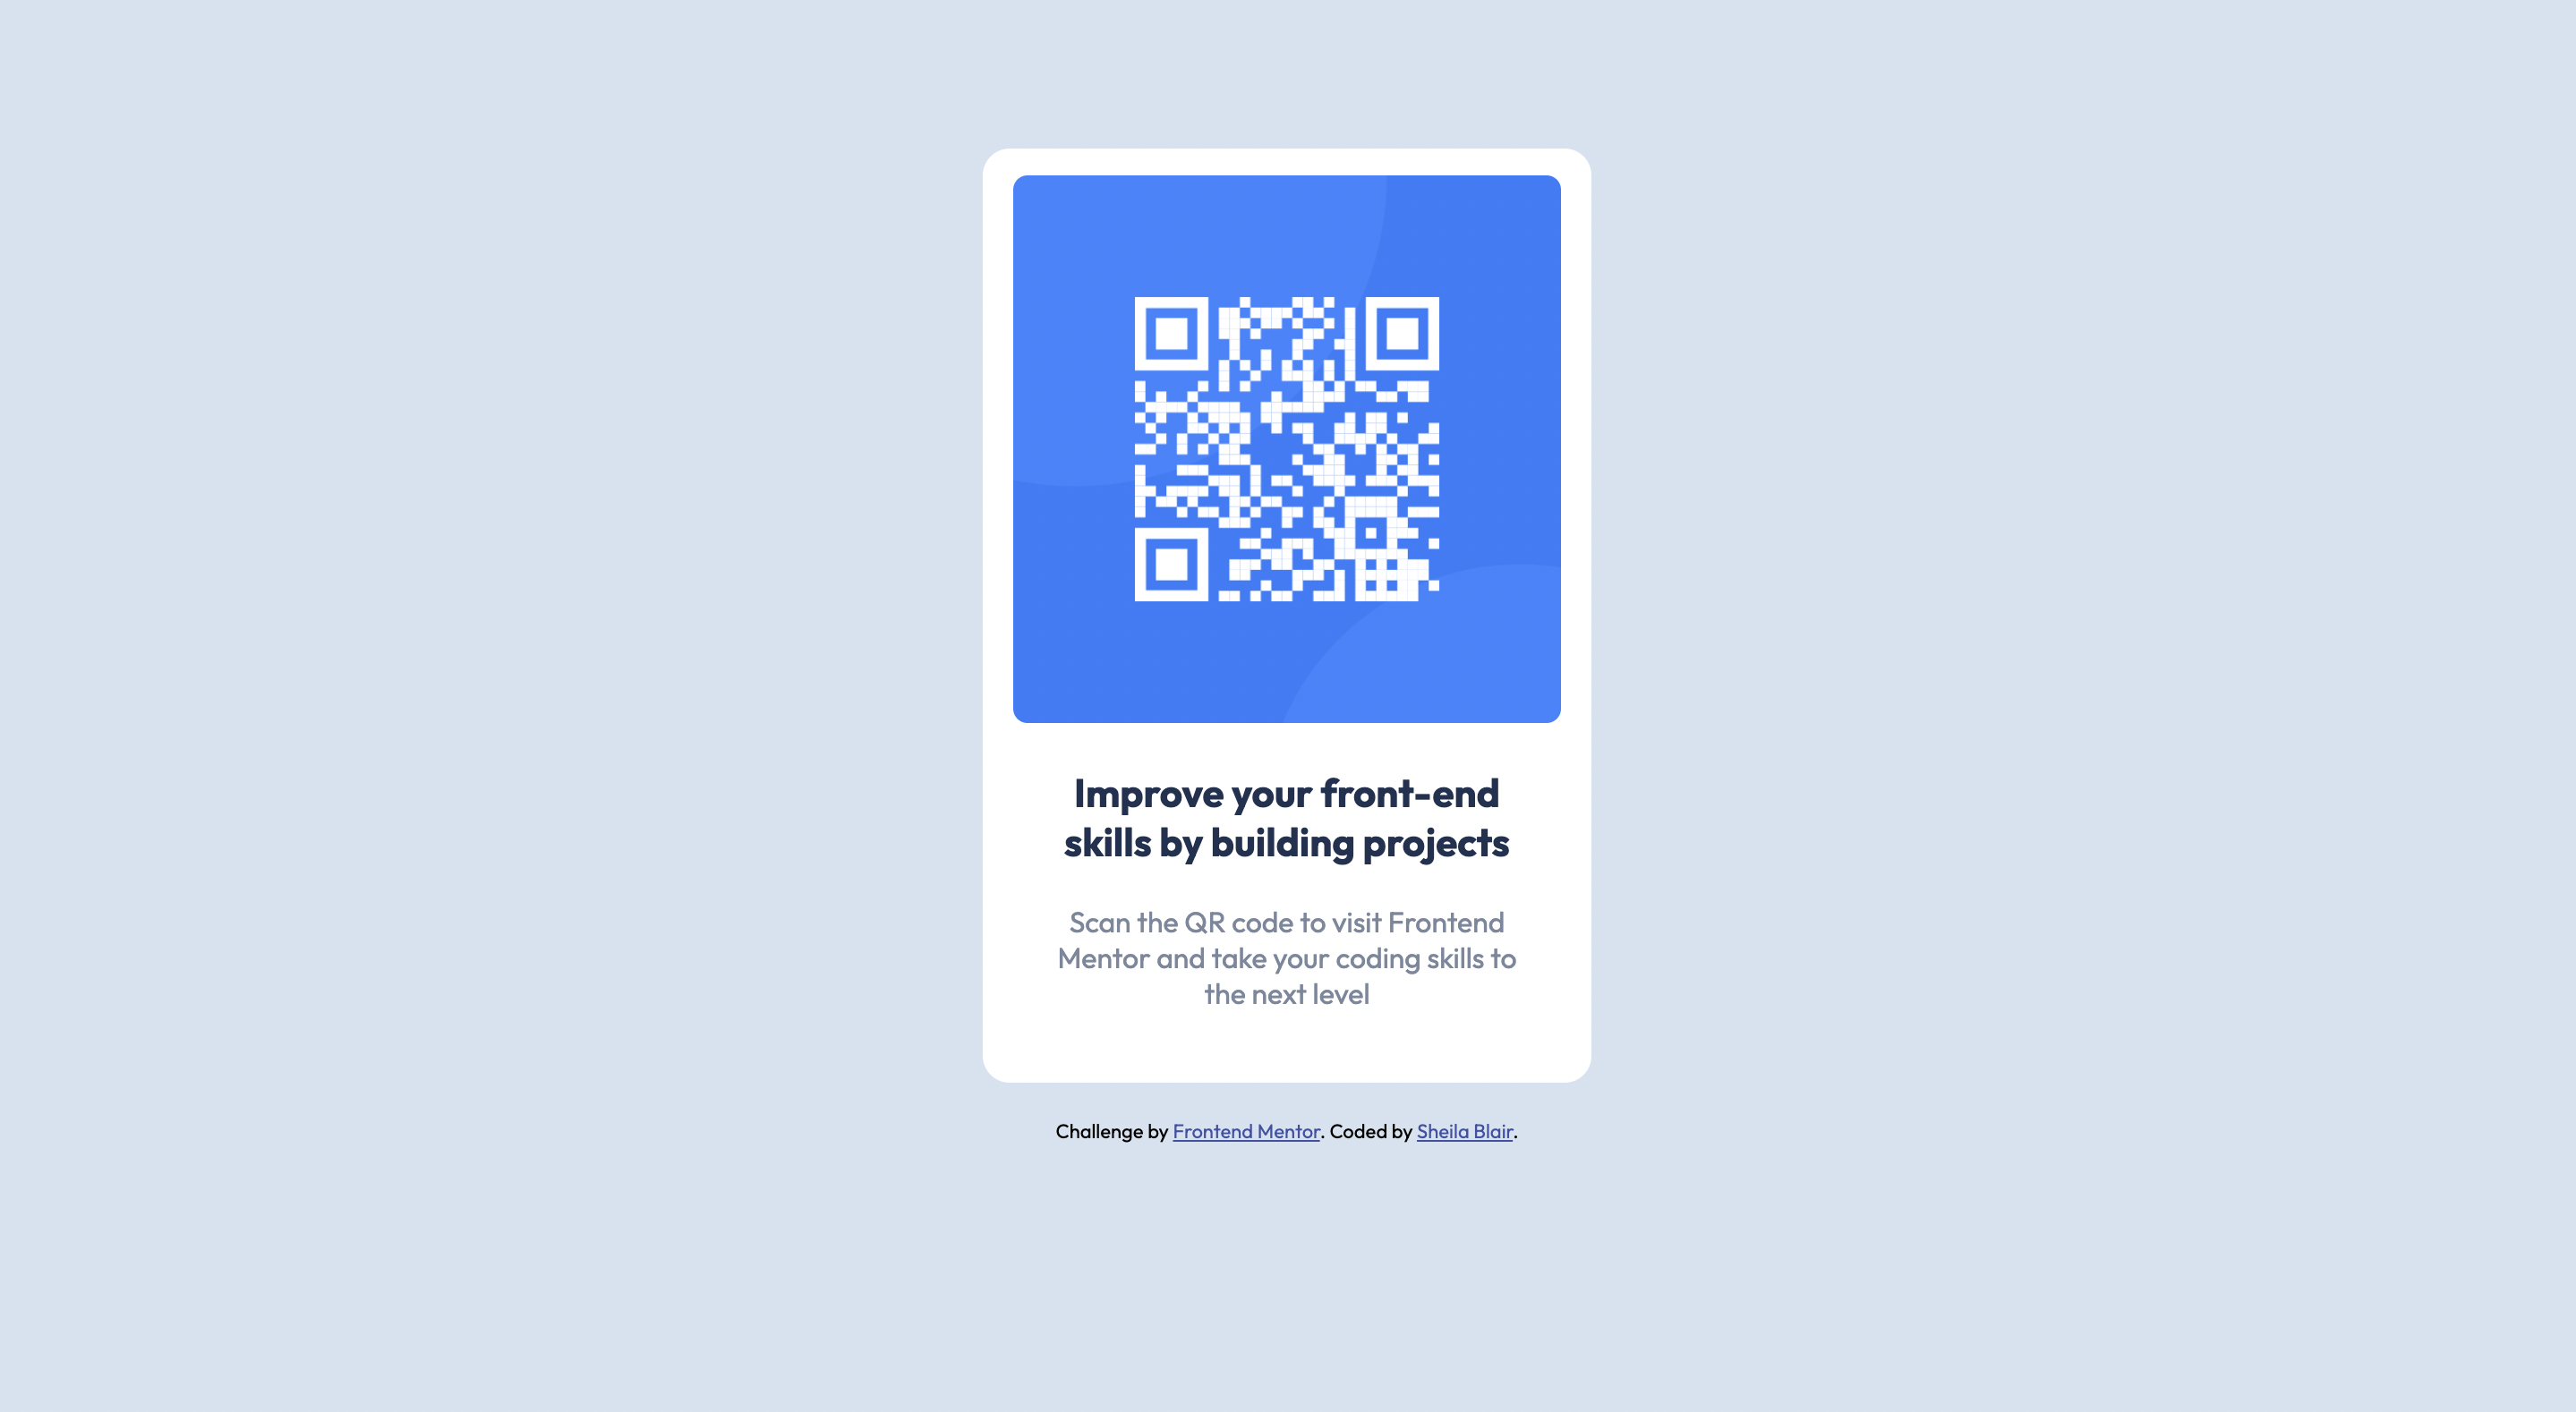 Improve your front-end
skills by building projects
Scan the QR code to visit Frontend
Mentor and take your coding skills to
the next level
Challenge by Frontend Mentor. Coded by Sheila Blair.